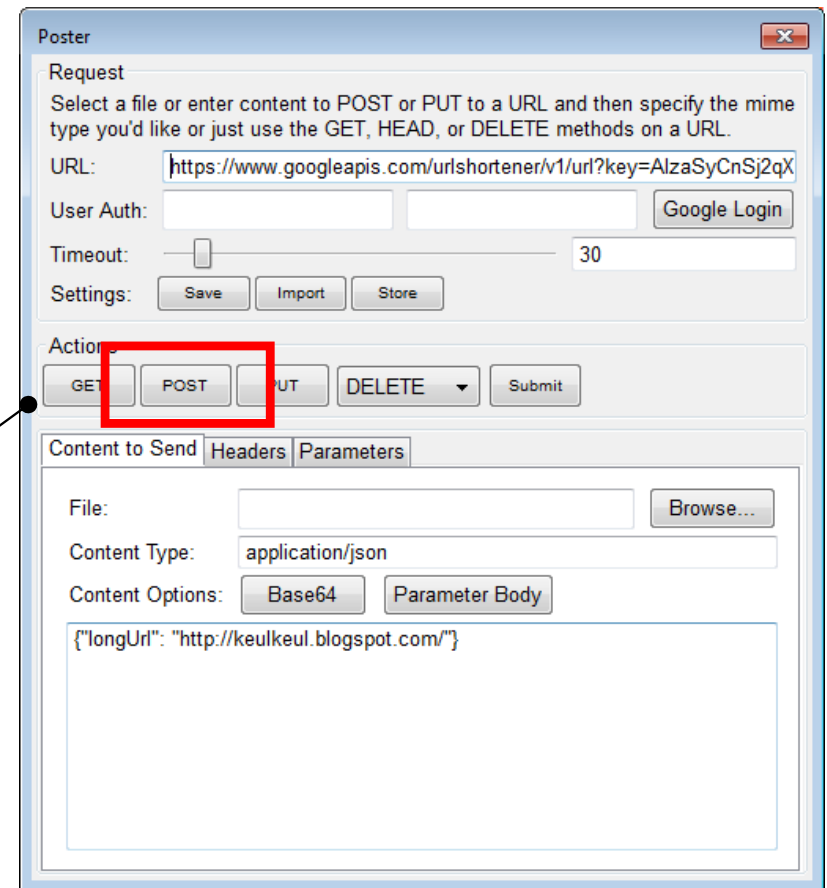 Poster
Request
Select a file or enter content to POST or PUT to a URL and then specify the mime
type you'd like or just use the GET, HEAD, or DELETE methods on a URL.
URL: https://www.googleapis.com/urlshortener/v1/url?key=AIzaSyCnSj2qX
User Auth: Google Login
Timeout: 30
Settings: Save Import Store
Actions
GET POST PUT DELETE Submit
Content to Send Headers Parameters
File: Browse...
Content Type: application/json
Content Options: Base64 Parameter Body
{"longUrl": "http://keulkeul.blogspot.com/"}